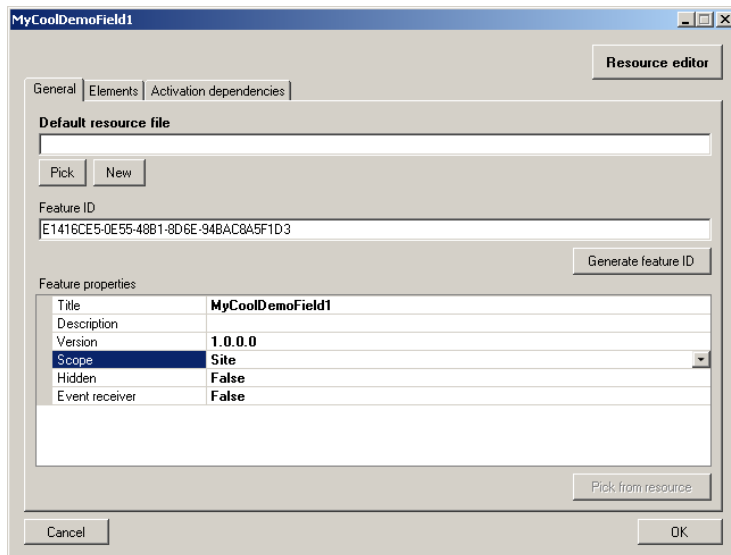 MyCoolDemoField1
Resource editor
General Elements Activation dependencies
Default resource file
Pick New
Feature ID
E1416CE5-0E55-48B1-8D6E-94BAC8A5F1D3
Generate feature ID
Feature properties
Title MyCoolDemoField1
Description
Version 1.0.0.0
Scope Site
Hidden False
Event receiver False
Pick from resource
Cancel OK